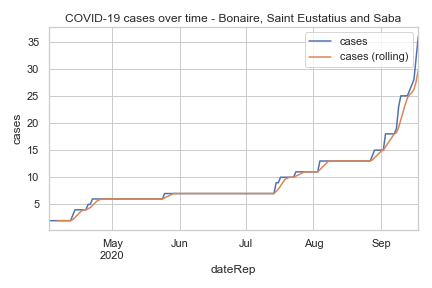 COVID-19 cases over time - Bonaire, Saint Eustatius and Saba
cases
cases (rolling)
cases
35
30
25
20
15
10
5
May
2020
Jun
Jul
Aug
Sep
dateRep